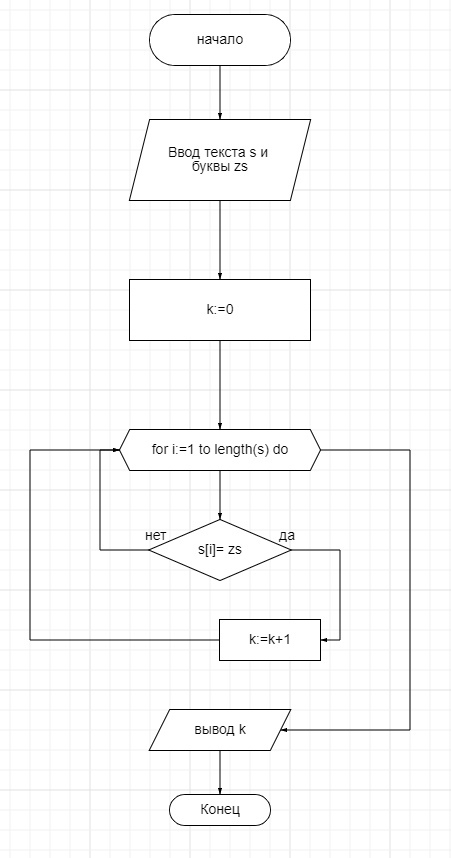 начало
Ввод текста s и
буквы zs
k:=0
for i:=1 to length(s) do
нет
да
s[i]= zs
k:=k+1
вывод k
Конец